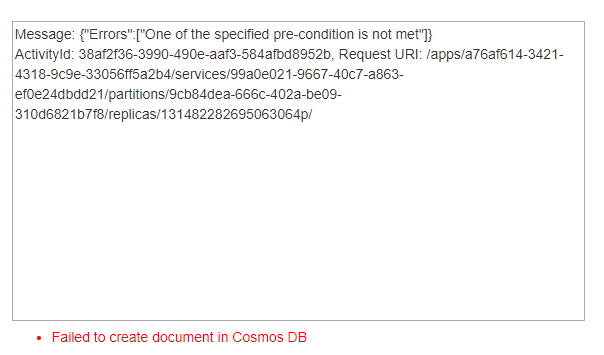 Message: {"Errors":["One of the specified pre-condition is not met"]}
ActivityId: 38af2f36-3990-490e-aaf3-584afbd8952b, Request URI: /apps/a76af614-3421-
4318-9c9e-33056ff5a2b4/services/99a0e021-9667-40c7-a863-
ef0e24dbdd21/partitions/9cb84dea-666c-402a-be09-
310d6821b7f8/replicas/131482282695063064p/
• Failed to create document in Cosmos DB